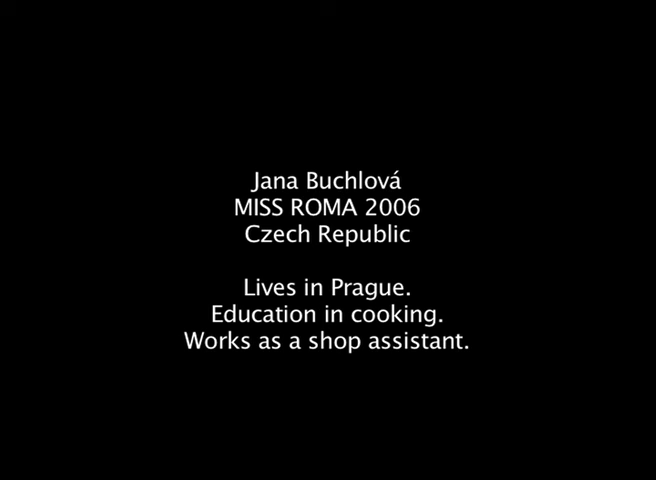 Jana Buchlová
MISS ROMA 2006
Czech Republic
Lives in Prague.
Education in cooking.
Works as a shop assistant.